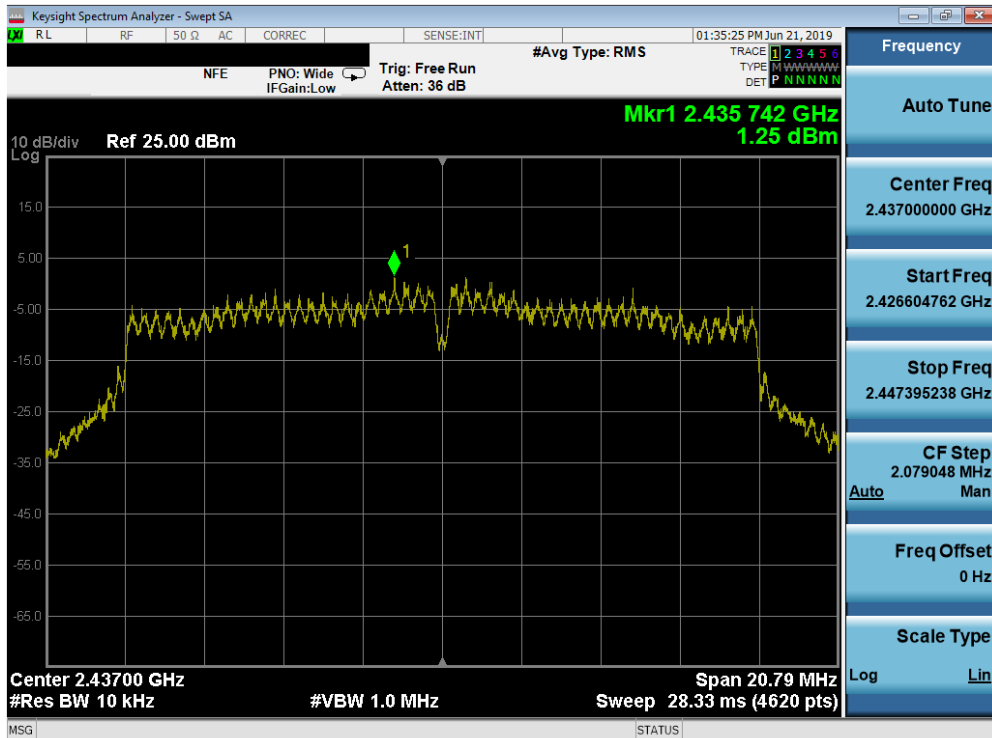 Keysight Spectrum Analyzer - Swept SA
LXI RL RF 50 Ω AC CORREC SENSE:INT 01:35:25 PM Jun 21, 2019
NFE PNO: Wide Trig: Free Run #Avg Type: RMS TRACE 1 2 3 4 5 6
IFGain:Low Atten: 36 dB TYPE M WWWWW
DET P N N N N N
Mkr1 2.435 742 GHz
1.25 dBm
10 dB/div Ref 25.00 dBm
Log
15.0
5.00
1
-5.00
-15.0
-25.0
-35.0
-45.0
-55.0
-65.0
Center 2.43700 GHz Span 20.79 MHz
#Res BW 10 kHz #VBW 1.0 MHz Sweep 28.33 ms (4620 pts)
MSG STATUS
Frequency
Auto Tune
Center Freq
2.437000000 GHz
Start Freq
2.426604762 GHz
Stop Freq
2.447395238 GHz
CF Step
2.079048 MHz
Auto Man
Freq Offset
0 Hz
Scale Type
Log Lin